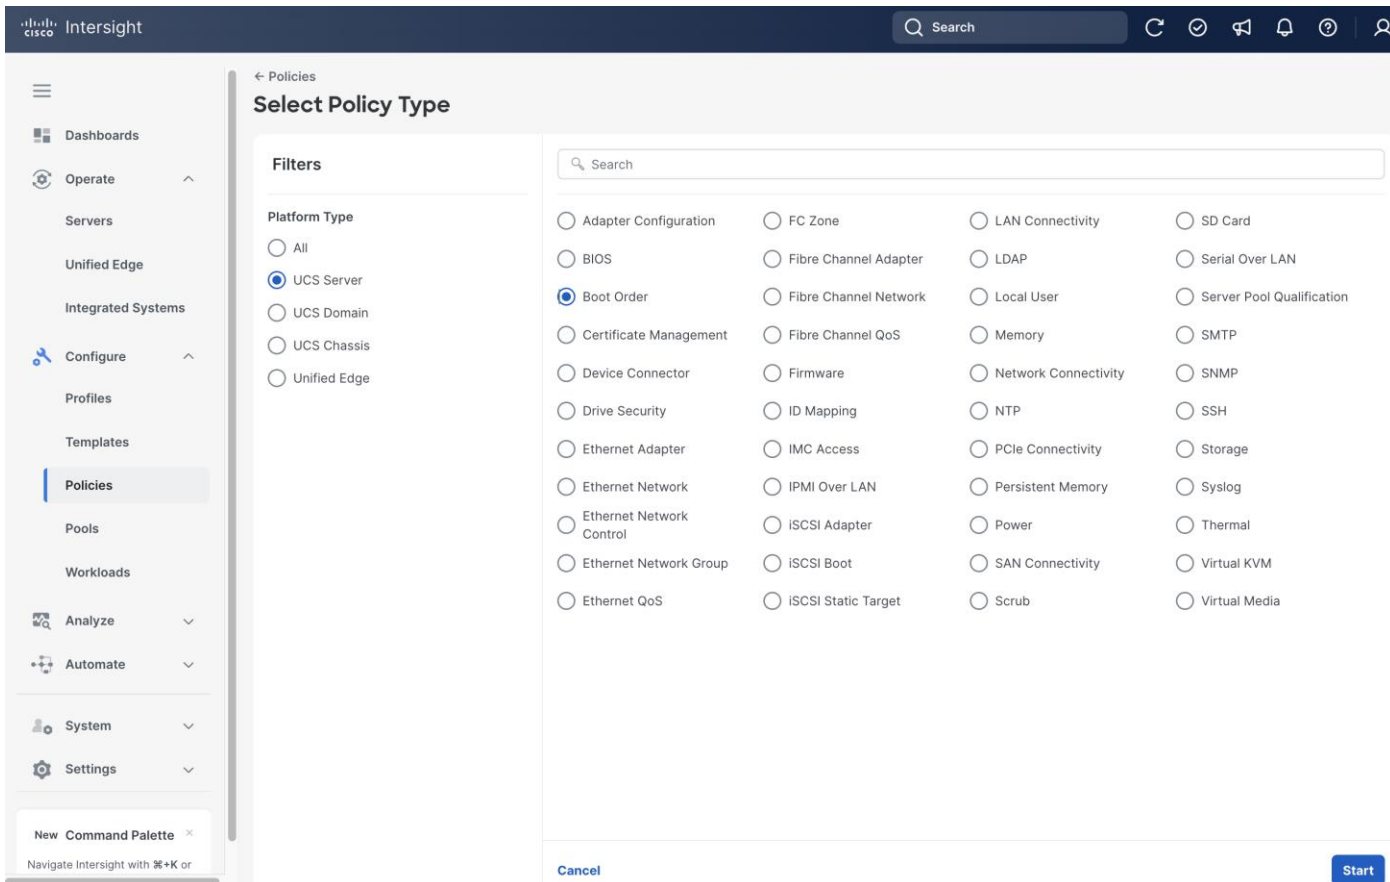 cisco Intersight
Search
← Policies
Select Policy Type
Dashboards
Operate
Servers
Unified Edge
Integrated Systems
Configure
Profiles
Templates
Policies
Pools
Workloads
Analyze
Automate
System
Settings
New Command Palette ×
Navigate Intersight with ⌘+K or
Filters
Platform Type
All
UCS Server
UCS Domain
UCS Chassis
Unified Edge
Search
Adapter Configuration
BIOS
Boot Order
Certificate Management
Device Connector
Drive Security
Ethernet Adapter
Ethernet Network
Ethernet Network
Control
Ethernet Network Group
Ethernet QoS
FC Zone
Fibre Channel Adapter
Fibre Channel Network
Fibre Channel QoS
Firmware
ID Mapping
IMC Access
IPMI Over LAN
iSCSI Adapter
iSCSI Boot
iSCSI Static Target
LAN Connectivity
LDAP
Local User
Memory
Network Connectivity
NTP
PCIe Connectivity
Persistent Memory
Power
SAN Connectivity
Scrub
SD Card
Serial Over LAN
Server Pool Qualification
SMTP
SNMP
SSH
Storage
Syslog
Thermal
Virtual KVM
Virtual Media
Cancel
Start